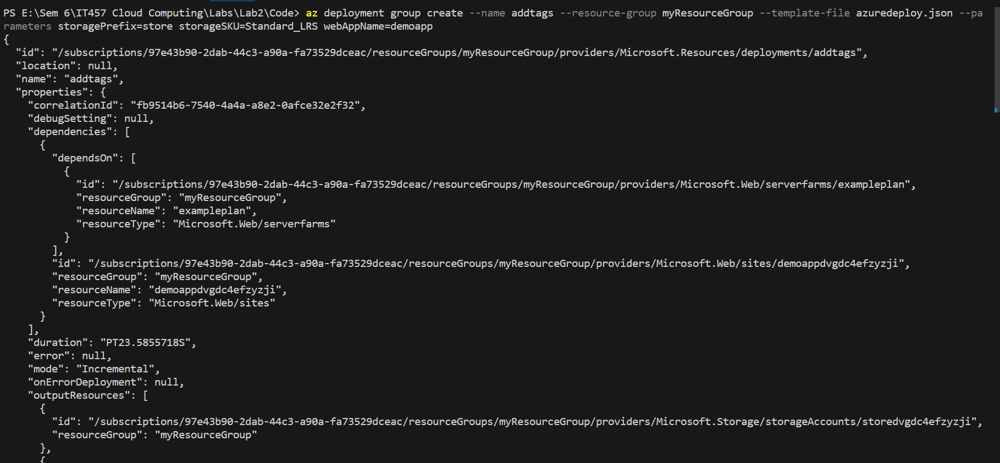 PS E:\Sem 6\IT457 Cloud Computing\Labs\Lab2\Code> az deployment group create --name addtags --resource-group myResourceGroup --template-file azuredeploy.json --pa
rameters storagePrefix=store storageSKU=Standard_LRS webAppName=demoapp
{
  "id": "/subscriptions/97e43b90-2dab-44c3-a90a-fa73529dceac/resourceGroups/myResourceGroup/providers/Microsoft.Resources/deployments/addtags",
  "location": null,
  "name": "addtags",
  "properties": {
    "correlationId": "fb9514b6-7540-4a4a-a8e2-0afce32e2f32",
    "debugSetting": null,
    "dependencies": [
      {
        "dependsOn": [
          {
            "id": "/subscriptions/97e43b90-2dab-44c3-a90a-fa73529dceac/resourceGroups/myResourceGroup/providers/Microsoft.Web/serverfarms/exampleplan",
            "resourceGroup": "myResourceGroup",
            "resourceName": "exampleplan",
            "resourceType": "Microsoft.Web/serverfarms"
          }
        ],
        "id": "/subscriptions/97e43b90-2dab-44c3-a90a-fa73529dceac/resourceGroups/myResourceGroup/providers/Microsoft.Web/sites/demoappdvgdc4efzyzji",
        "resourceGroup": "myResourceGroup",
        "resourceName": "demoappdvgdc4efzyzji",
        "resourceType": "Microsoft.Web/sites"
      }
    ],
    "duration": "PT23.5855718S",
    "error": null,
    "mode": "Incremental",
    "onErrorDeployment": null,
    "outputResources": [
      {
        "id": "/subscriptions/97e43b90-2dab-44c3-a90a-fa73529dceac/resourceGroups/myResourceGroup/providers/Microsoft.Storage/storageAccounts/storedvgdc4efzyzji",
        "resourceGroup": "myResourceGroup"
      },
      {